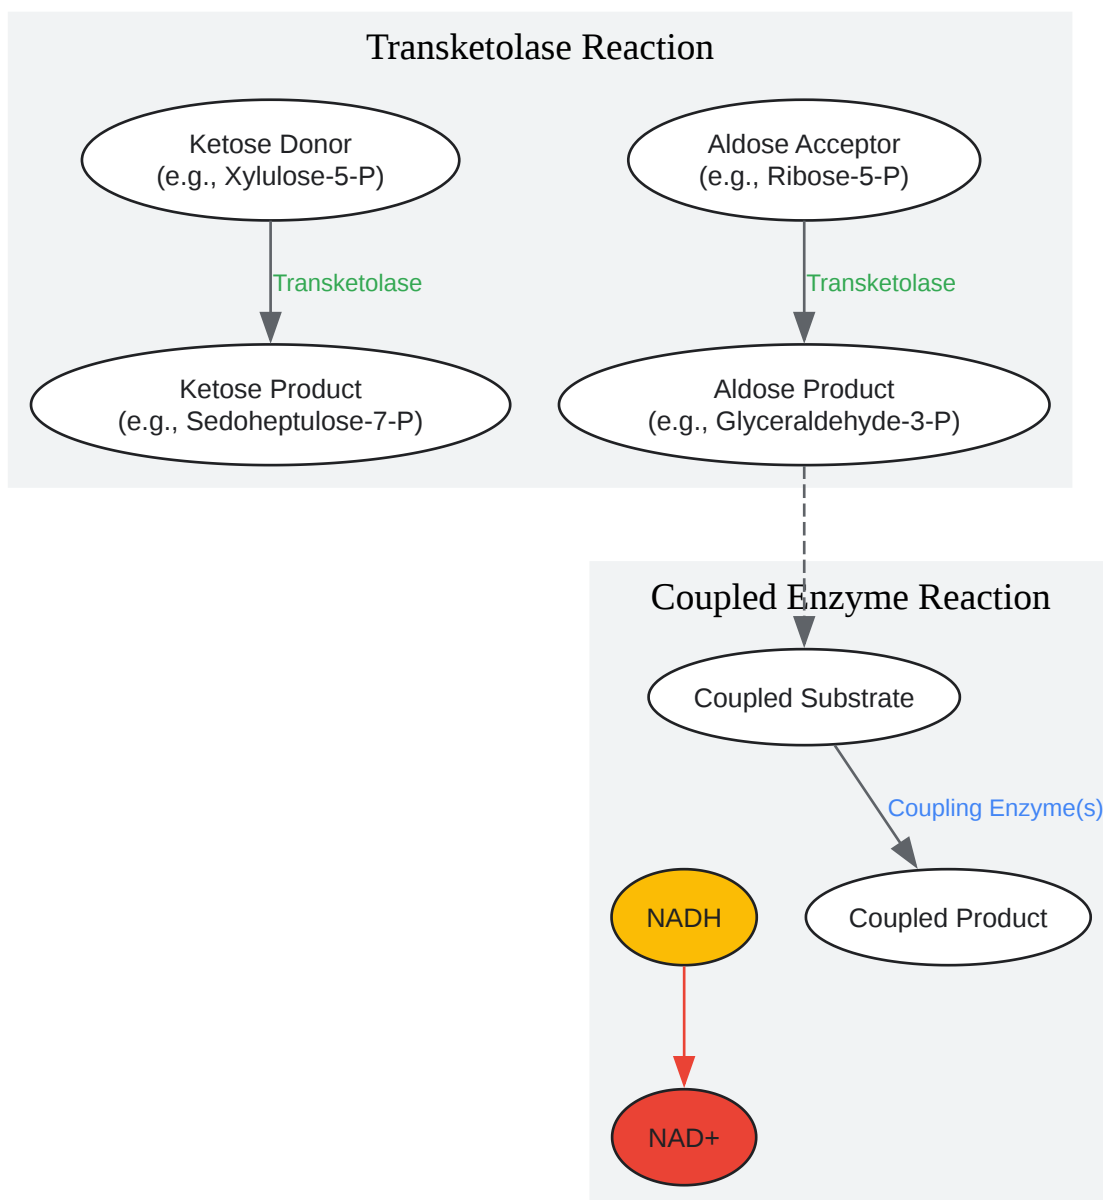 Transketolase Reaction
Ketose Donor
(e.g., Xylulose-5-P)
Aldose Acceptor
(e.g., Ribose-5-P)
Transketolase
Transketolase
Ketose Product
(e.g., Sedoheptulose-7-P)
Aldose Product
(e.g., Glyceraldehyde-3-P)
Coupled Enzyme Reaction
Coupled Substrate
Coupling Enzyme(s)
NADH
Coupled Product
NAD+